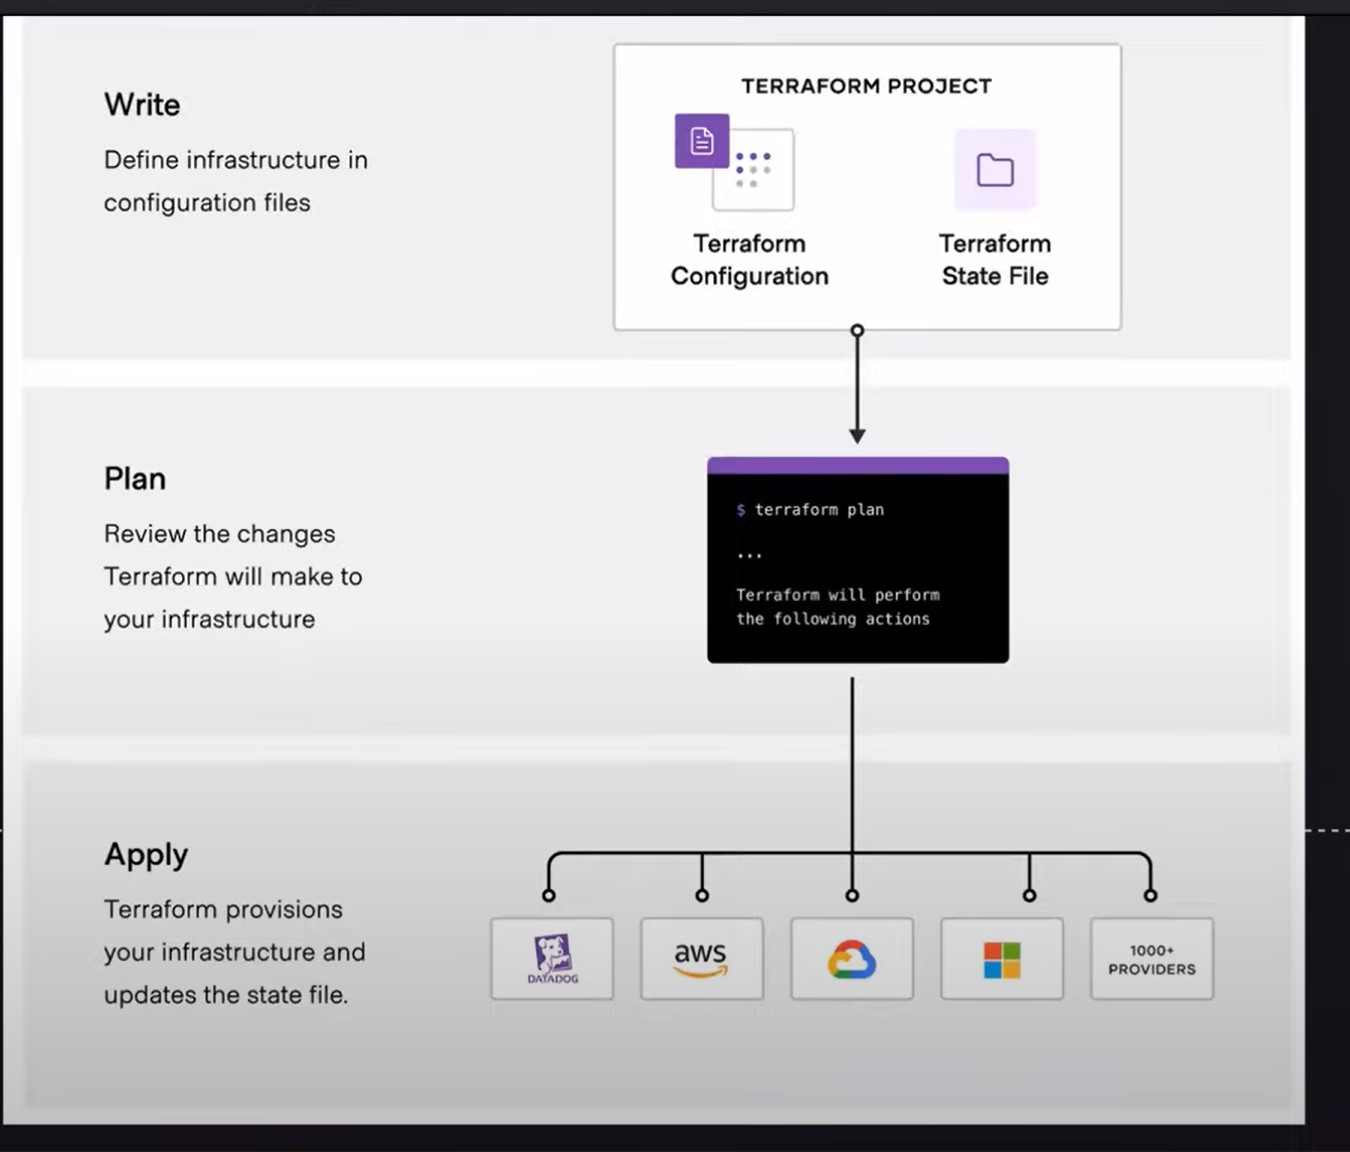 Write
Define infrastructure in
configuration files
TERRAFORM PROJECT
Terraform
Configuration
Terraform
State File
Plan
Review the changes
Terraform will make to
your infrastructure
$ terraform plan
...
Terraform will perform
the following actions
Apply
Terraform provisions
your infrastructure and
updates the state file.
DATADOG
aws
1000+
PROVIDERS